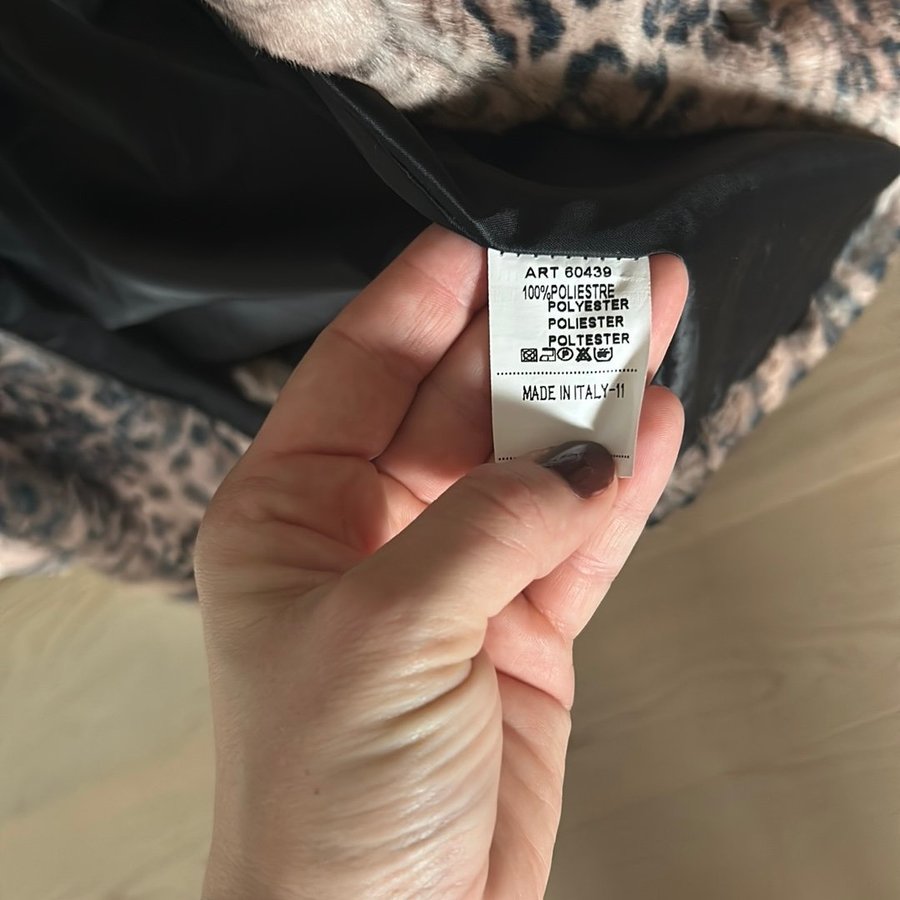 ART 60439
100%POLIESTRE
POLYESTER
POLIESTER
POLTESTER
MADE IN ITALY-11